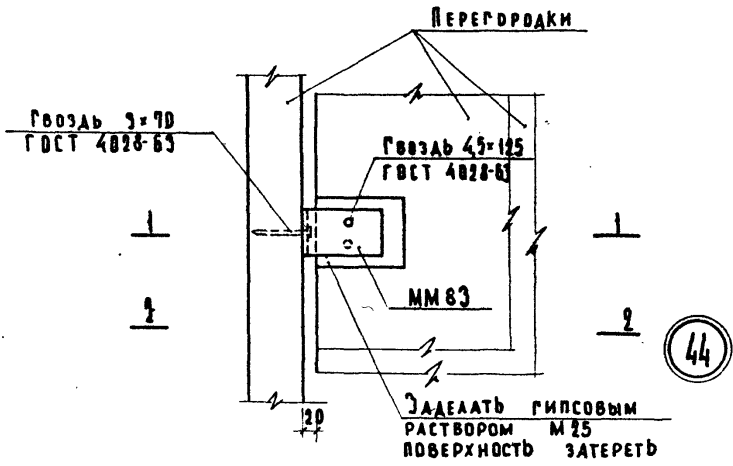 Перегородки
Гвоздь 3×70
ГОСТ 4028-63
Гвоздь 4,5×125
ГОСТ 4028-63
1
1
ММ 83
2
2
44
20
Заделать гипсовым
раствором М 25
поверхность затереть